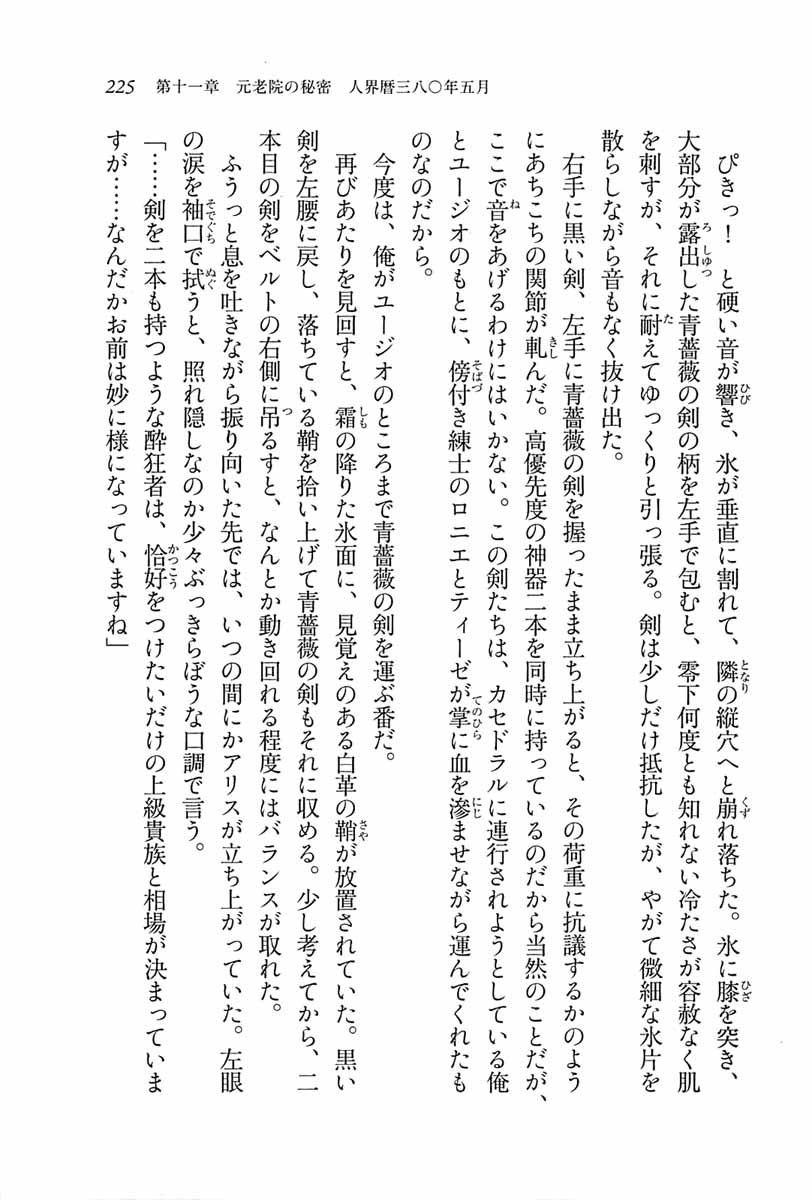 225　第十一章　元老院の秘密　人界暦三八〇年五月
　ぴきっ！　と硬い音が響き、氷が垂直に割れて、隣の縦穴へと崩れ落ちた。氷に膝を突き、
大部分が露出した青薔薇の剣の柄を左手で包むと、零下何度とも知れない冷たさが容赦なく肌
を刺すが、それに耐えてゆっくりと引っ張る。剣は少しだけ抵抗したが、やがて微細な氷片を
散らしながら音もなく抜け出た。
　右手に黒い剣、左手に青薔薇の剣を握ったまま立ち上がると、その荷重に抗議するかのよう
にあちこちの関節が軋んだ。高優先度の神器二本を同時に持っているのだから当然のことだが、
ここで音をあげるわけにはいかない。この剣たちは、カセドラルに連行されようとしている俺
とユージオのもとに、傍付き練士のロニエとティーゼが掌に血を滲ませながら運んでくれたも
のなのだから。
　今度は、俺がユージオのところまで青薔薇の剣を運ぶ番だ。
　再びあたりを見回すと、霜の降りた氷面に、見覚えのある白革の鞘が放置されていた。黒い
剣を左腰に戻し、落ちている鞘を拾い上げて青薔薇の剣もそれに収める。少し考えてから、二
本目の剣をベルトの右側に吊るすと、なんとか動き回れる程度にはバランスが取れた。
　ふうっと息を吐きながら振り向いた先では、いつの間にかアリスが立ち上がっていた。左眼
の涙を袖口で拭うと、照れ隠しなのか少々ぶっきらぼうな口調で言う。
「……剣を二本も持つような酔狂者は、恰好をつけたいだけの上級貴族と相場が決まっていま
すが……なんだかお前は妙に様になっていますね」